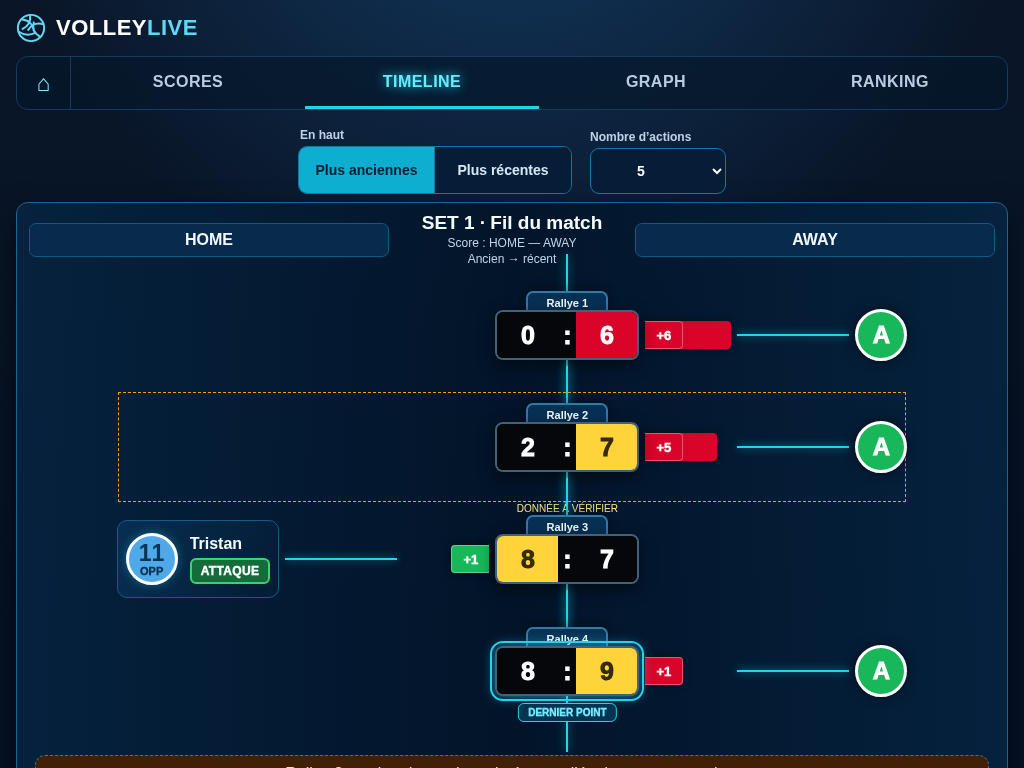 VOLLEYLIVE
SCORES
TIMELINE
GRAPH
RANKING
En haut
Nombre d’actions
Plus anciennes
Plus récentes
5
HOME
SET 1 · Fil du match
AWAY
Score : HOME — AWAY
Ancien → récent
Rallye 1
0 : 6
+6
A
Rallye 2
2 : 7
+5
A
DONNÉE À VÉRIFIER
Rallye 3
11
OPP
Tristan
ATTAQUE
+1
8 : 7
Rallye 4
8 : 9
+1
A
DERNIER POINT